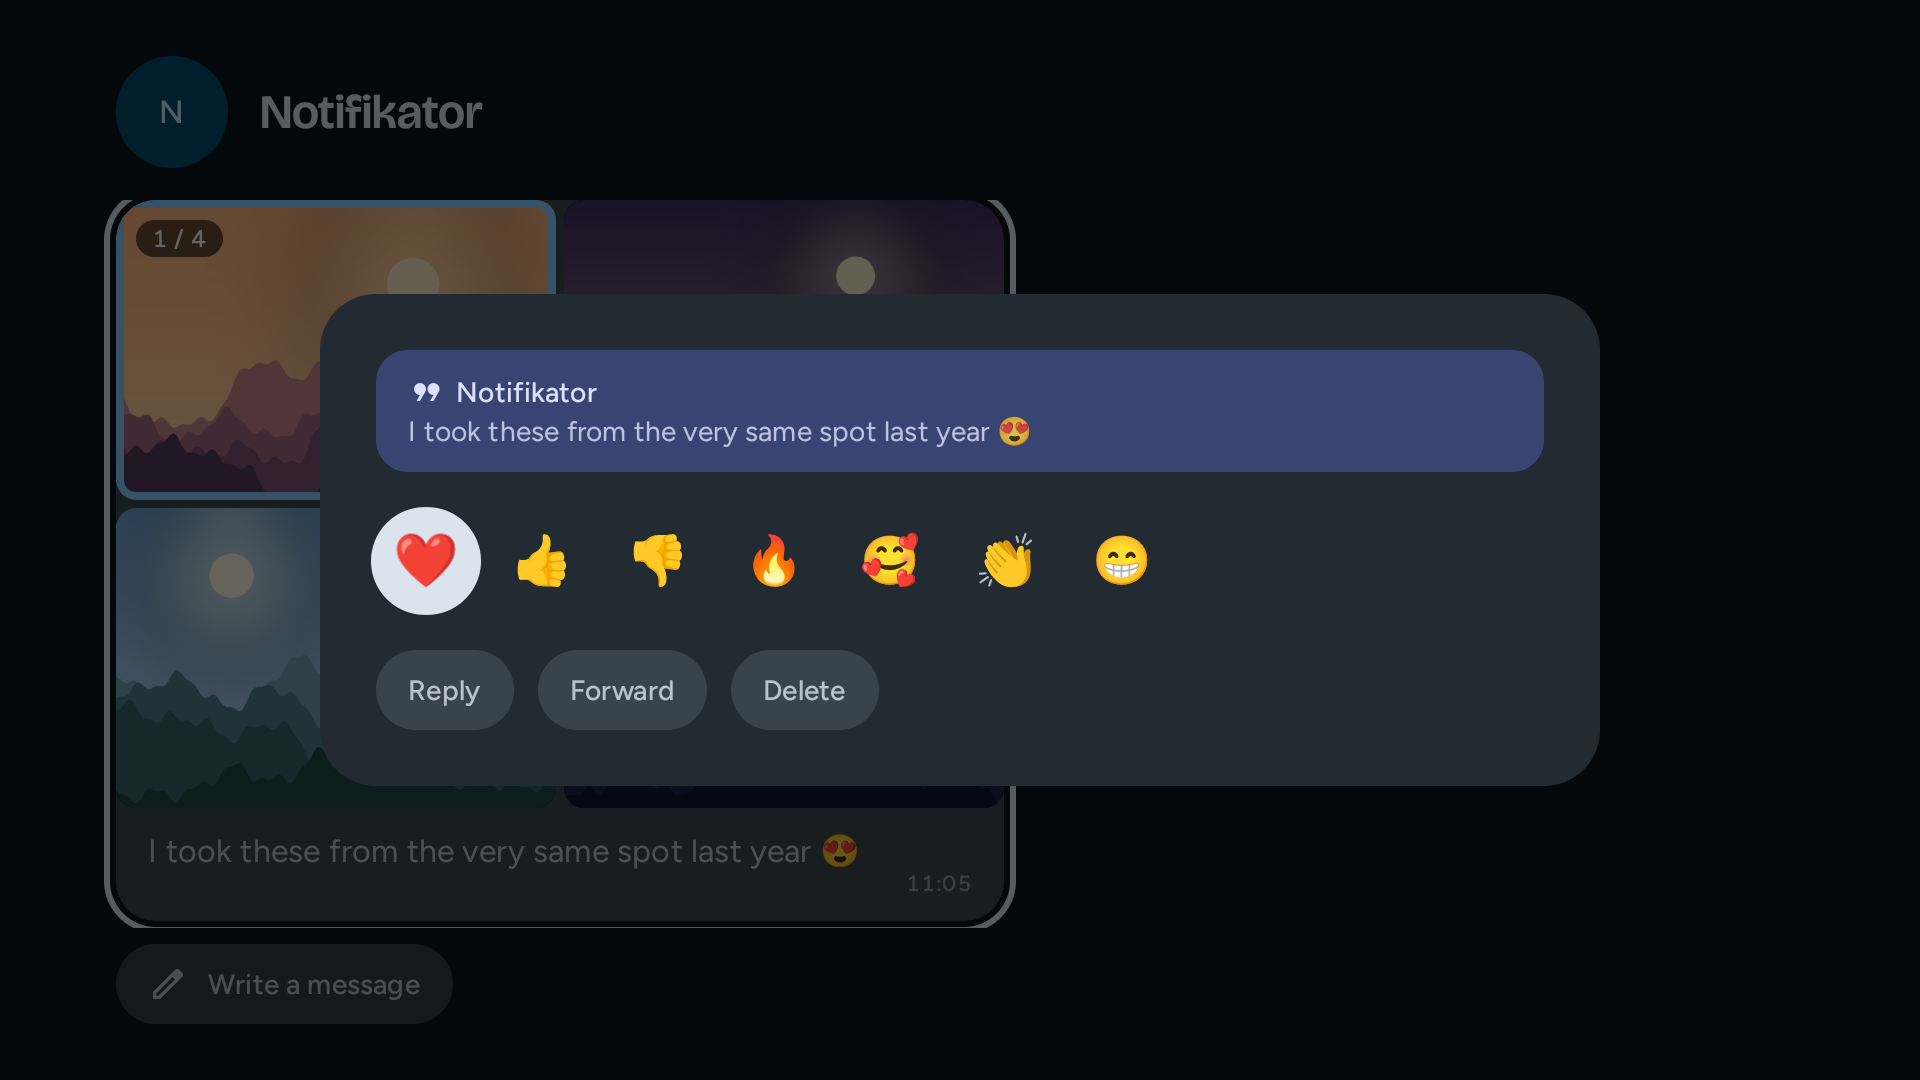 N
Notifikator
1 / 4
Notifikator
I took these from the very same spot last year 😍
Reply
Forward
Delete
I took these from the very same spot last year 😍
11:05
Write a message